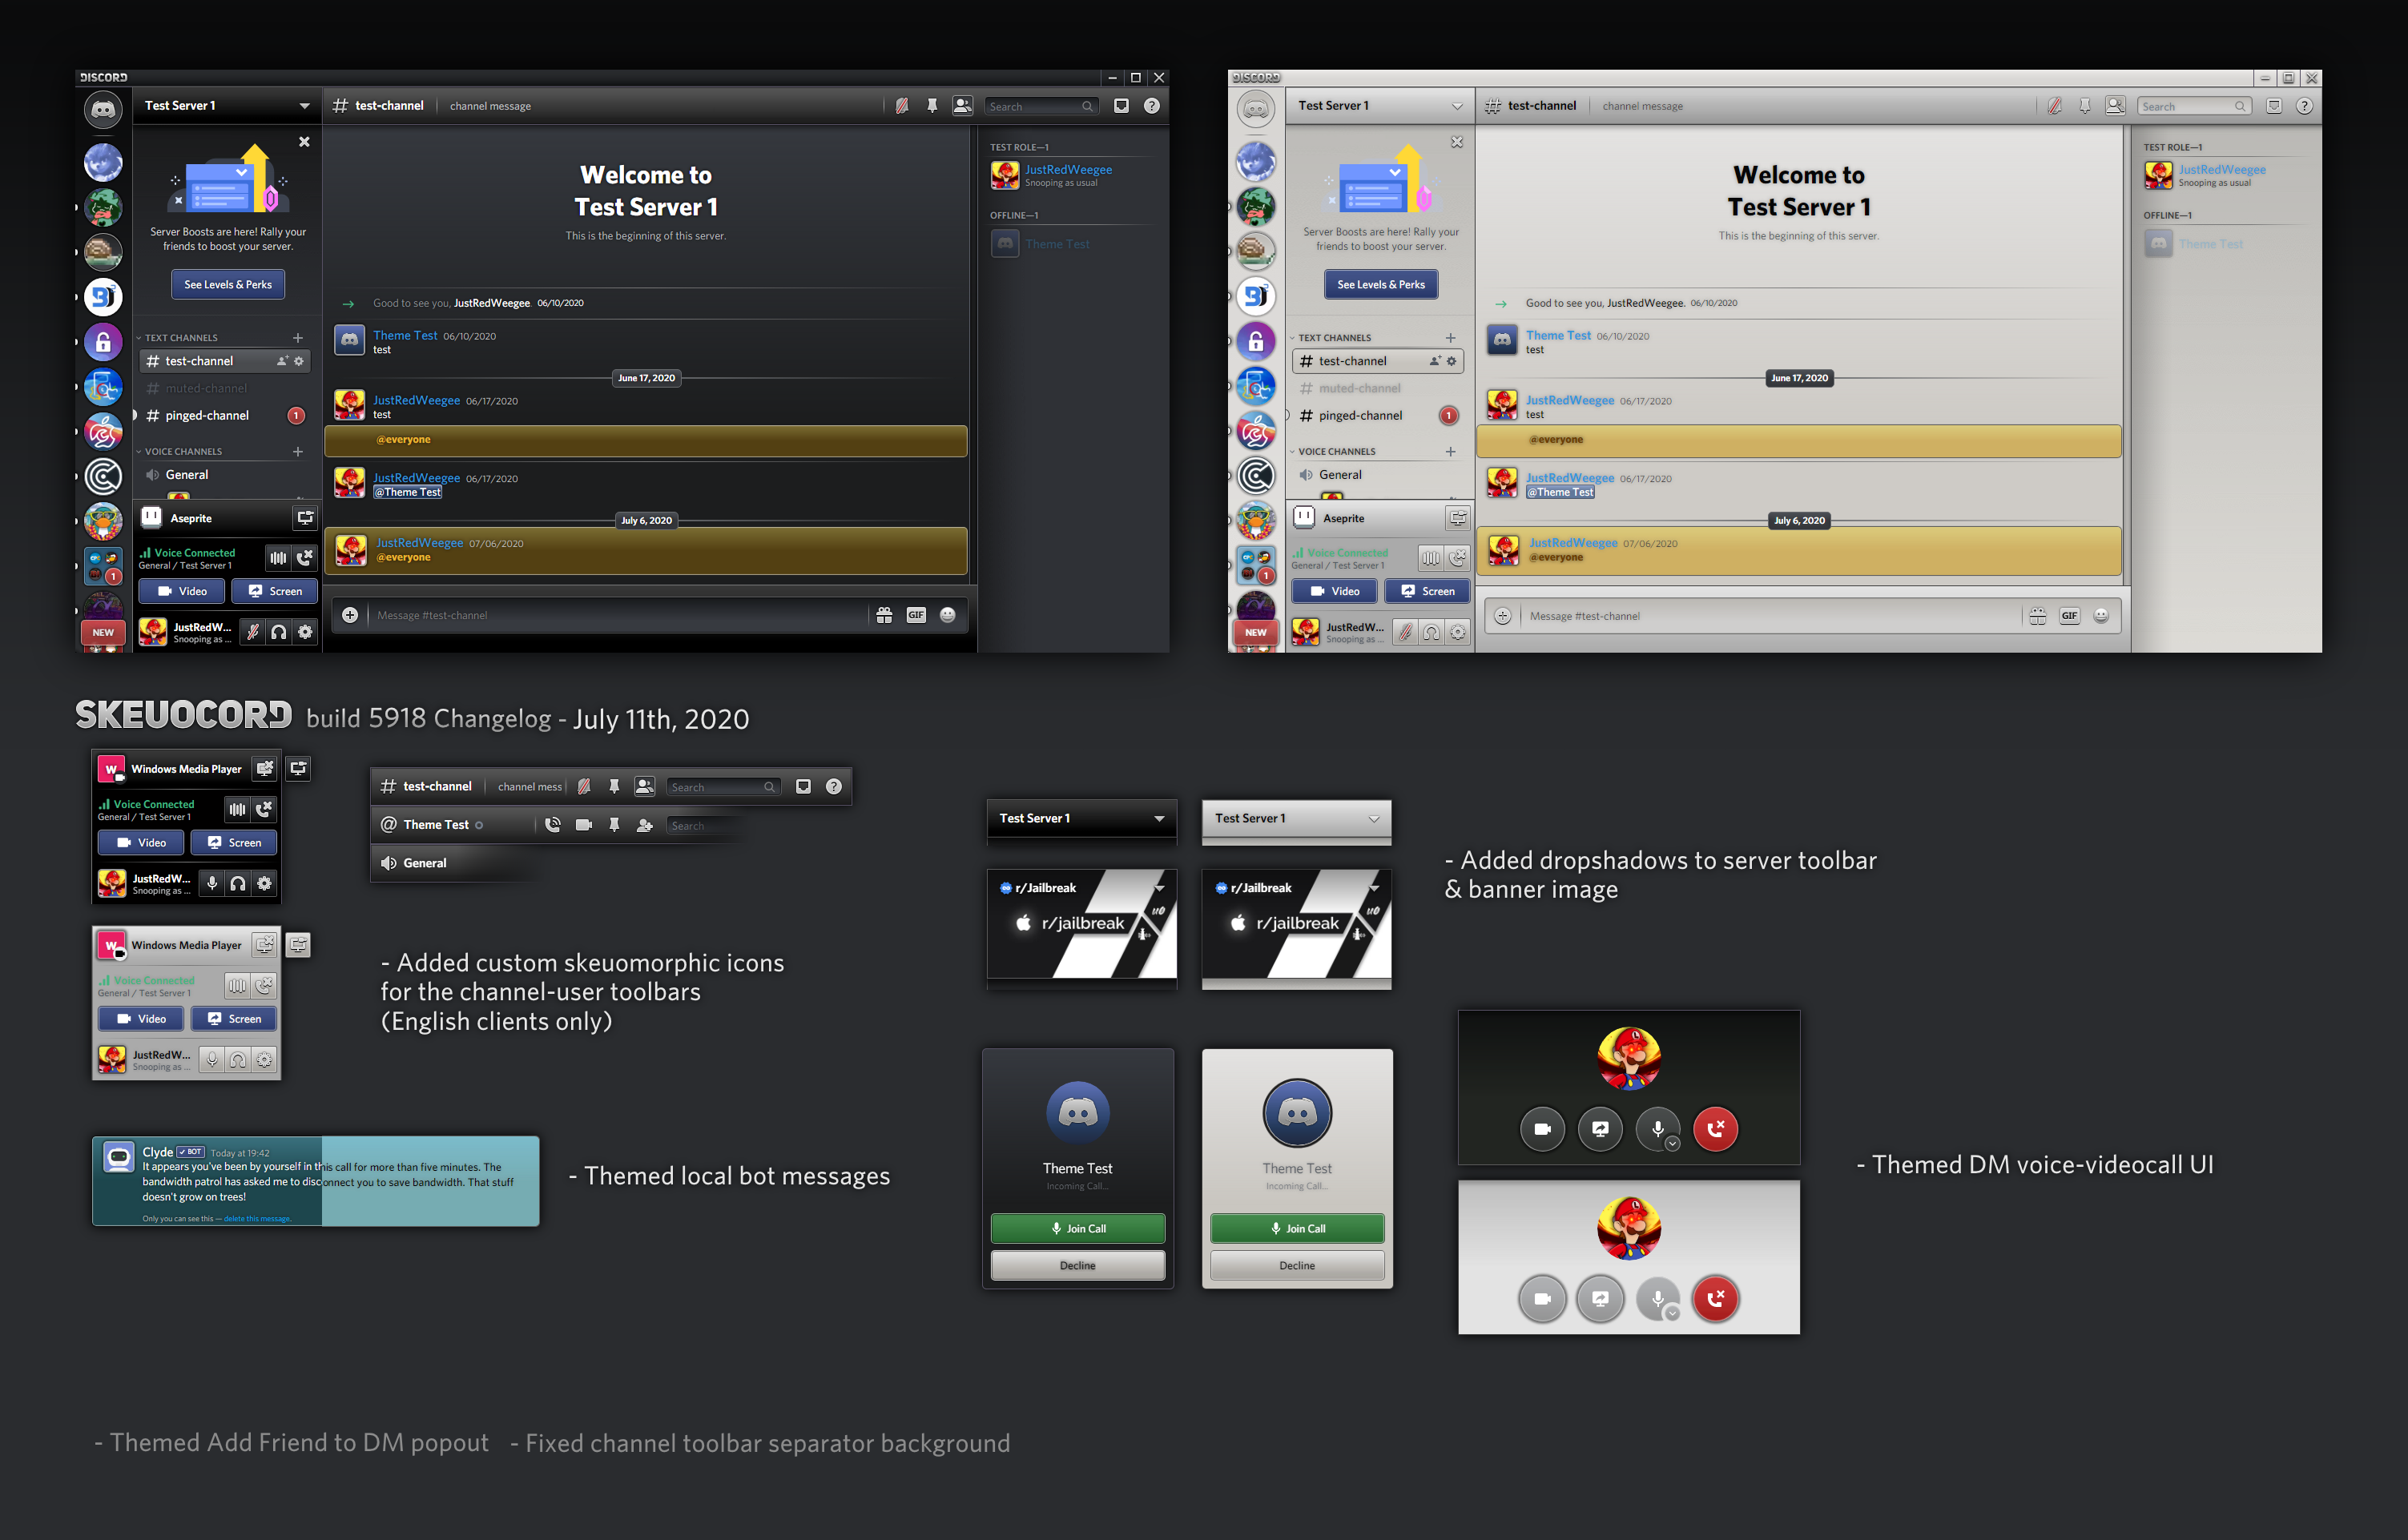 DISCORD
Test Server 1
# test-channel
channel message
Search
Server Boosts are here! Rally your
friends to boost your server.
See Levels & Perks
TEXT CHANNELS
# test-channel
# muted-channel
# pinged-channel
1
VOICE CHANNELS
General
Aseprite
Voice Connected
General / Test Server 1
Video
Screen
JustRedW...
Snooping as ...
1
NEW
Welcome to
Test Server 1
This is the beginning of this server.
Good to see you, JustRedWeegee. 06/10/2020
Theme Test 06/10/2020
test
June 17, 2020
JustRedWeegee 06/17/2020
test
@everyone
JustRedWeegee 06/17/2020
@Theme Test
July 6, 2020
JustRedWeegee 07/06/2020
@everyone
Message #test-channel
GIF
TEST ROLE—1
JustRedWeegee
Snooping as usual
OFFLINE—1
Theme Test
DISCORD
Test Server 1
# test-channel
channel message
Search
Server Boosts are here! Rally your
friends to boost your server.
See Levels & Perks
TEXT CHANNELS
# test-channel
# muted-channel
# pinged-channel
1
VOICE CHANNELS
General
Aseprite
Voice Connected
General / Test Server 1
Video
Screen
JustRedW...
Snooping as ...
1
NEW
Welcome to
Test Server 1
This is the beginning of this server.
Good to see you, JustRedWeegee. 06/10/2020
Theme Test 06/10/2020
test
June 17, 2020
JustRedWeegee 06/17/2020
test
@everyone
JustRedWeegee 06/17/2020
@Theme Test
July 6, 2020
JustRedWeegee 07/06/2020
@everyone
Message #test-channel
GIF
TEST ROLE—1
JustRedWeegee
Snooping as usual
OFFLINE—1
Theme Test
SKEUOCORD build 5918 Changelog - July 11th, 2020
W Windows Media Player
Voice Connected
General / Test Server 1
Video
Screen
JustRedW...
Snooping as ...
W Windows Media Player
Voice Connected
General / Test Server 1
Video
Screen
JustRedW...
Snooping as ...
# test-channel
channel mess
Search
@ Theme Test
Search
General
- Added custom skeuomorphic icons
for the channel-user toolbars
(English clients only)
Clyde BOT Today at 19:42
It appears you've been by yourself in this call for more than five minutes. The
bandwidth patrol has asked me to disconnect you to save bandwidth. That stuff
doesn't grow on trees!
Only you can see this — delete this message.
- Themed local bot messages
Test Server 1
Test Server 1
r/Jailbreak
r/jailbreak
r/Jailbreak
r/jailbreak
- Added dropshadows to server toolbar
& banner image
Theme Test
Incoming Call...
Join Call
Decline
Theme Test
Incoming Call...
Join Call
Decline
- Themed DM voice-videocall UI
- Themed Add Friend to DM popout
- Fixed channel toolbar separator background